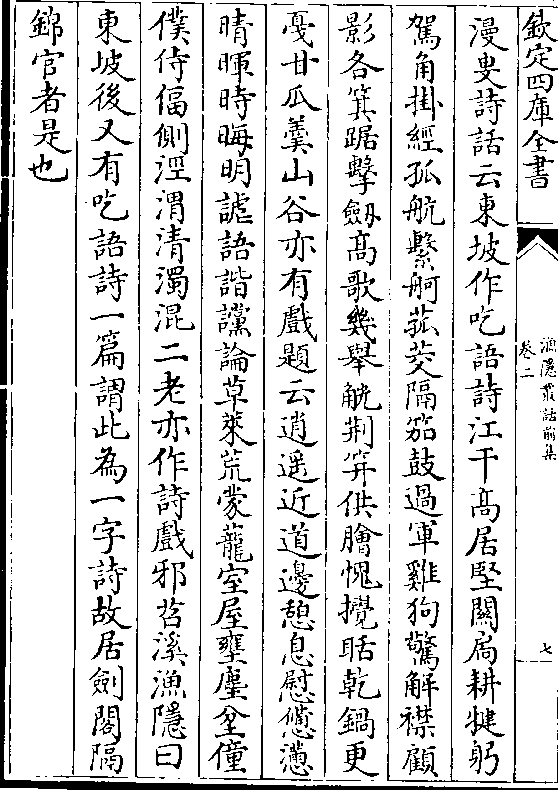 欽定四庫全書
漁隱叢話前集
卷二
七
漫叟詩話云東坡作吃語詩江干高居堅關扃耕犍躬
駕角掛經孤航繫舸菰茭隔笳鼓過軍雞狗驚解襟顧
影各箕踞擊劔高歌幾舉觥荆笄供膾愧攪聒乾鍋更
戞甘瓜羹山谷亦有戲題云逍遥近道邊憩息慰憊懣
晴暉時晦明謔語諧讜論草萊荒蒙蘢室屋壅塵坌僮
僕侍偪側涇渭清濁混二老亦作詩戲邪苕溪漁隱曰
東坡後又有吃語詩一篇謂此為一字詩故居劍閣隔
錦官者是也